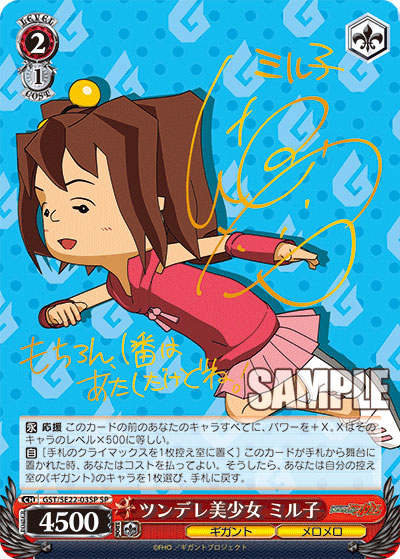 LEVEL
2
1
COST
ミル子
もちろん、1番は
あたしだけどね。
SAMPLE
永 応援 このカードの前のあなたのキャラすべてに、パワーを+X。Xはそ
のキャラのレベル×500に等しい。
自 [手札のクライマックスを1枚控え室に置く] このカードが手札から舞台に
置かれた時、あなたはコストを払ってよい。そうしたら、あなたは自分の控え
室の《ギガント》のキャラを1枚選び、手札に戻す。
CH GST/SE22-03SP SP
POWER
4500
ツンデレ美少女 ミル子
ギガント
メロメロ
©FHO/ギガントプロジェクト